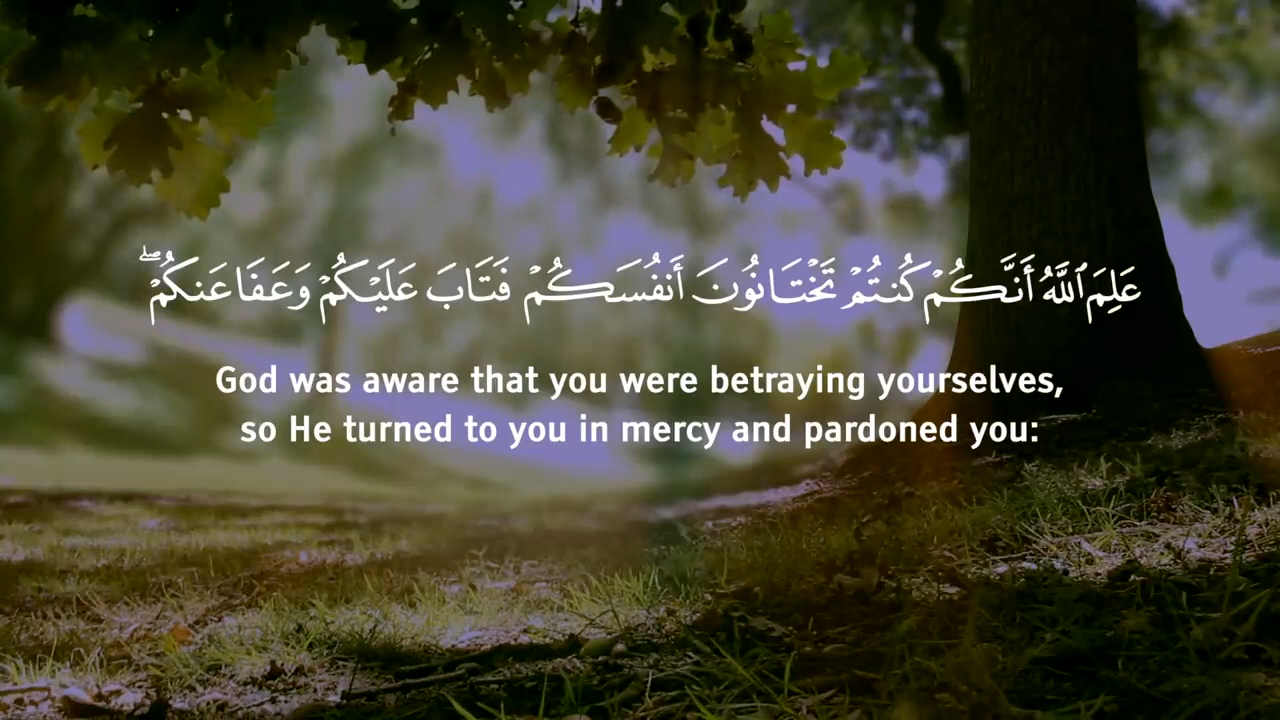 عَلِمَ ٱللَّهُ أَنَّكُمْ كُنتُمْ تَخْتَانُونَ أَنفُسَكُمْ فَتَابَ عَلَيْكُمْ وَعَفَا عَنكُمْ ۖ
God was aware that you were betraying yourselves,
so He turned to you in mercy and pardoned you: